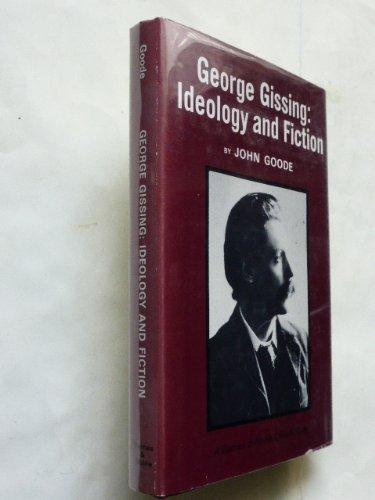 Goode
GEORGE GISSING: IDEOLOGY AND FICTION
George Gissing:
Ideology and Fiction
BY JOHN GOODE